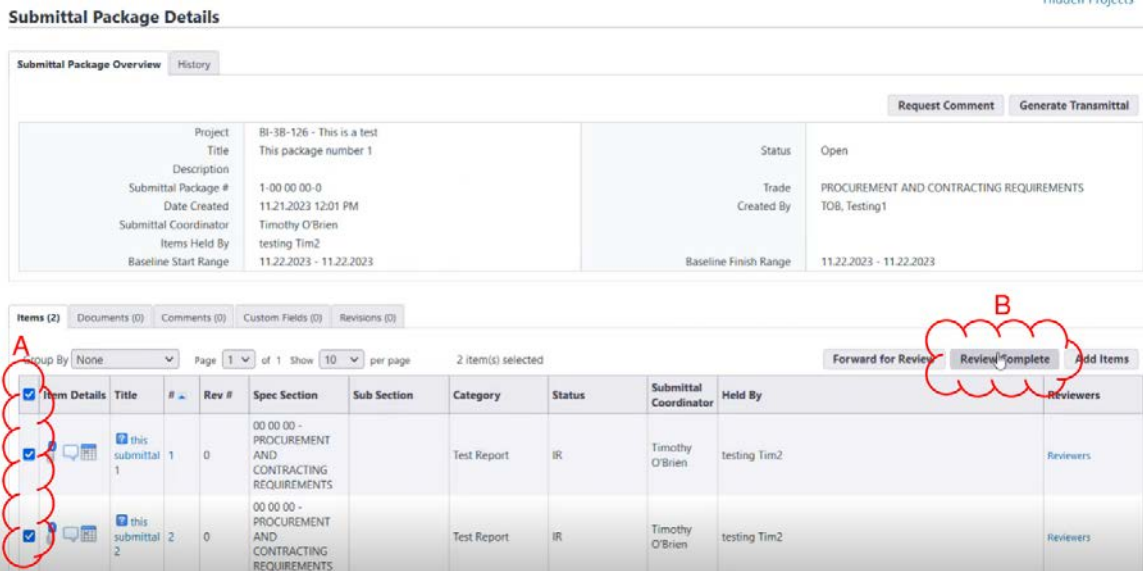 Hidden Projects
Submittal Package Details
Submittal Package Overview History
Request Comment Generate Transmittal
Project BI-3B-126 - This is a test
Title This package number 1 Status Open
Description
Submittal Package # 1-00 00 00-0 Trade PROCUREMENT AND CONTRACTING REQUIREMENTS
Date Created 11.21.2023 12:01 PM Created By TOB, Testing1
Submittal Coordinator Timothy O'Brien
Items Held By testing Tim2
Baseline Start Range 11.22.2023 - 11.22.2023 Baseline Finish Range 11.22.2023 - 11.22.2023
B
Items (2) Documents (0) Comments (0) Custom Fields (0) Revisions (0)
A
Group By None Page 1 of 1 Show 10 per page 2 item(s) selected Forward for Review Review Complete Add Items
Item Details Title # Rev # Spec Section Sub Section Category Status Submittal Coordinator Held By Reviewers
this submittal 1 1 0 00 00 00 - PROCUREMENT AND CONTRACTING REQUIREMENTS Test Report IR Timothy O'Brien testing Tim2 Reviewers
this submittal 2 2 0 00 00 00 - PROCUREMENT AND CONTRACTING REQUIREMENTS Test Report IR Timothy O'Brien testing Tim2 Reviewers